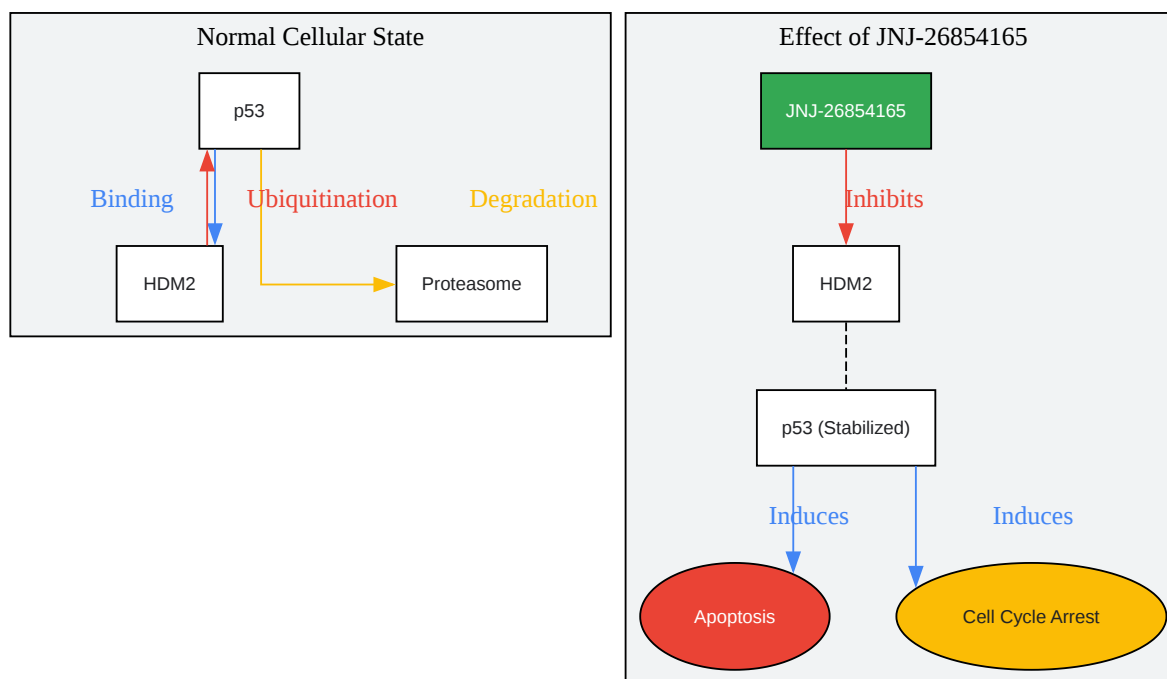 Normal Cellular State
p53
Binding
Ubiquitination
Degradation
HDM2
Proteasome
Effect of JNJ-26854165
JNJ-26854165
Inhibits
HDM2
p53 (Stabilized)
Induces
Induces
Apoptosis
Cell Cycle Arrest